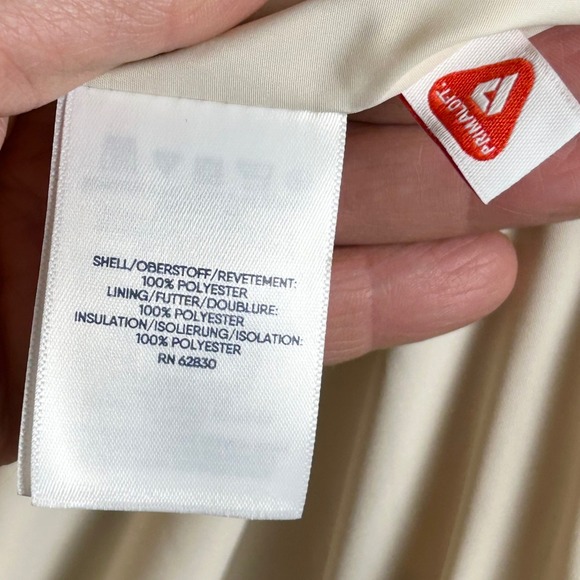 PRIMALOFT.
SHELL/OBERSTOFF/REVETEMENT:
100% POLYESTER
LINING/FUTTER/DOUBLURE:
100% POLYESTER
INSULATION/ISOLIERUNG/ISOLATION:
100% POLYESTER
RN 62830